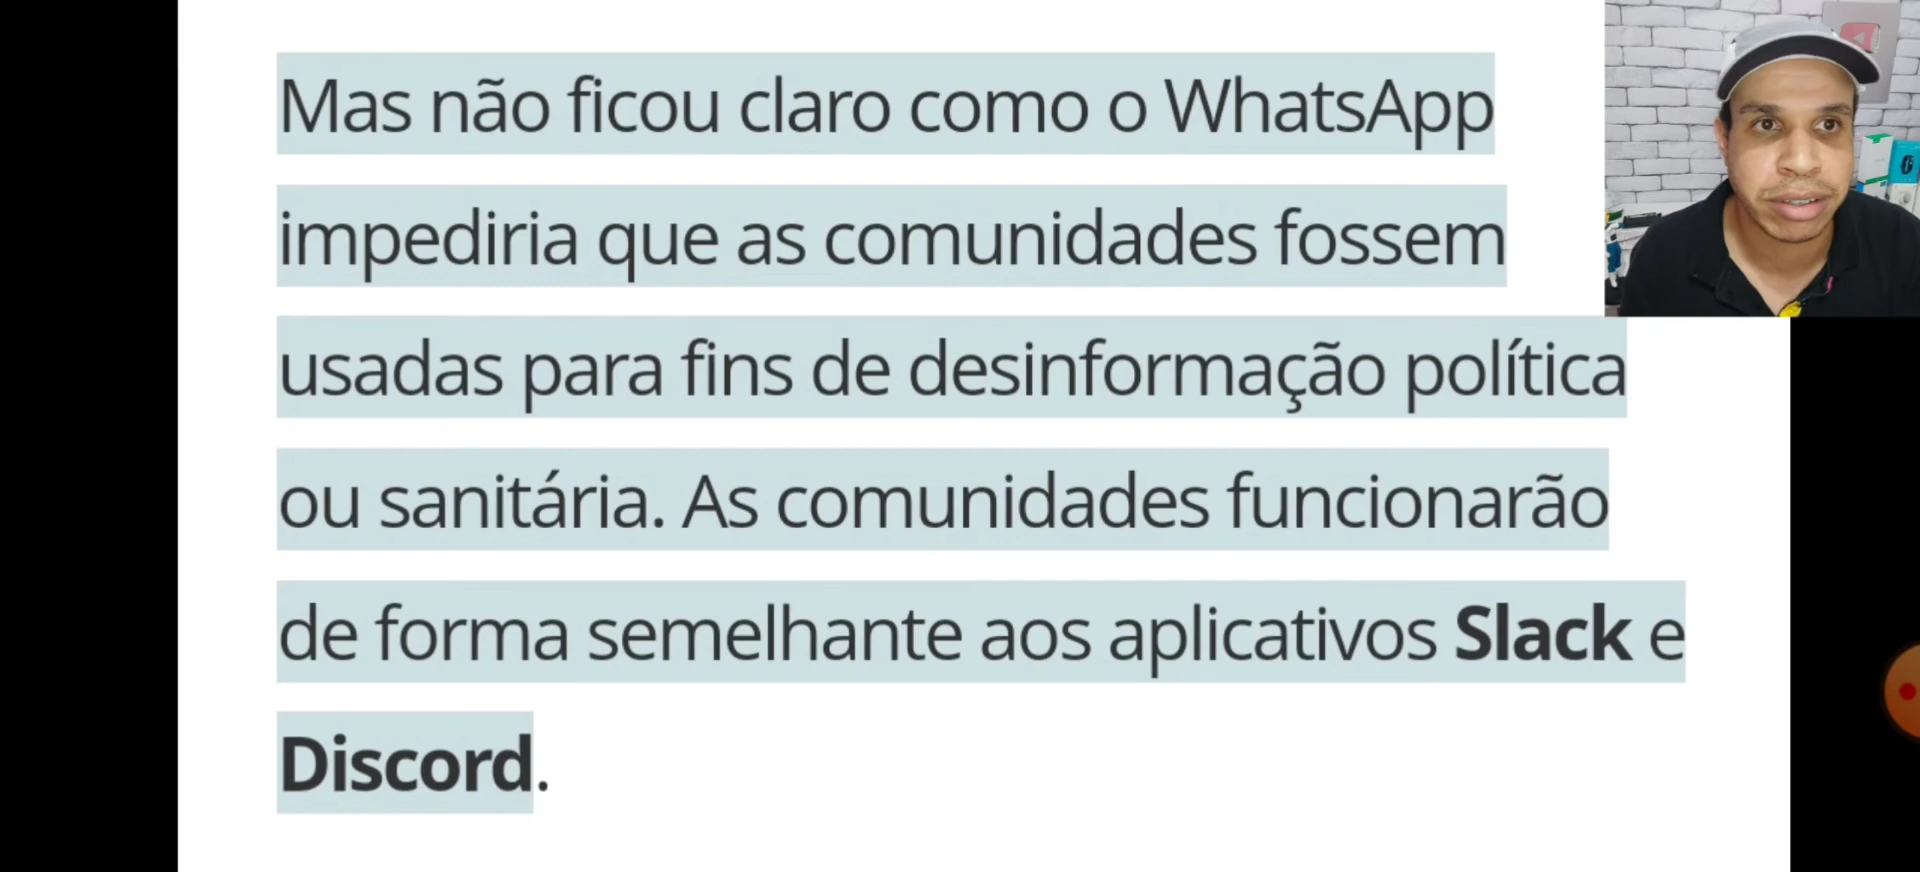 Mas não ficou claro como o WhatsApp
impediria que as comunidades fossem
usadas para fins de desinformação política
ou sanitária. As comunidades funcionarão
de forma semelhante aos aplicativos Slack e
Discord.